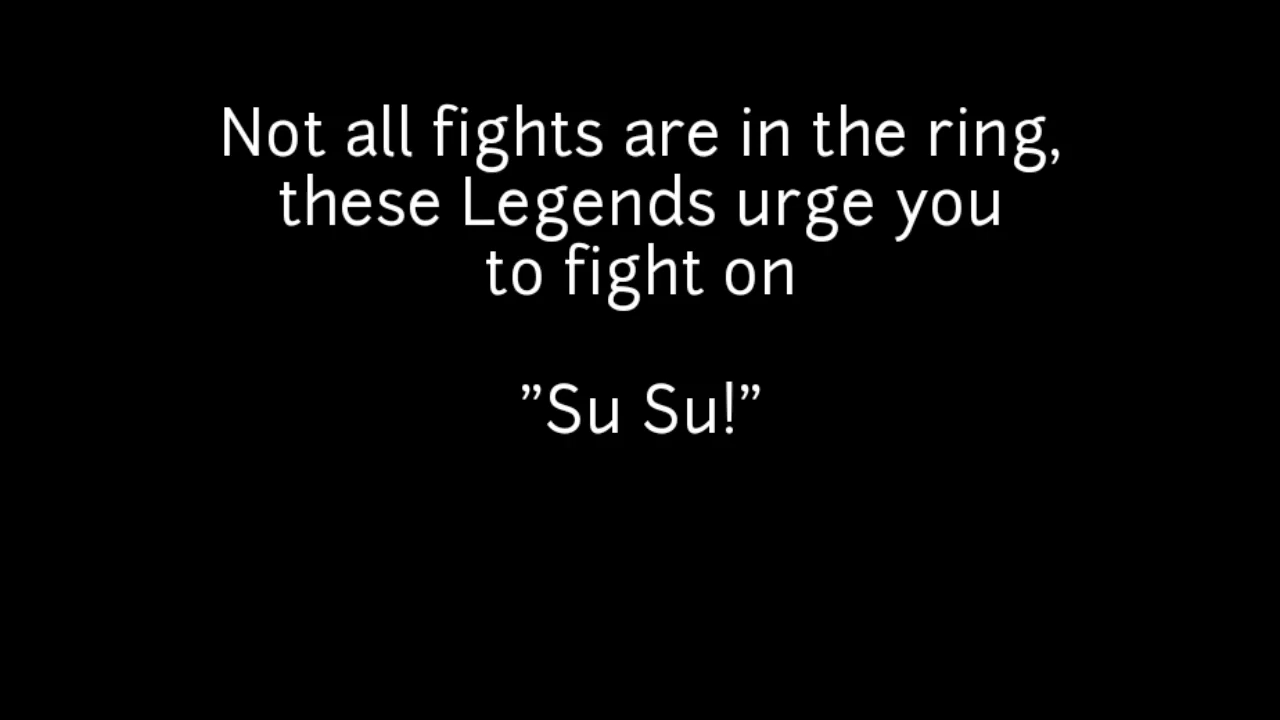 Not all fights are in the ring,
these Legends urge you
to fight on
”Su Su!”